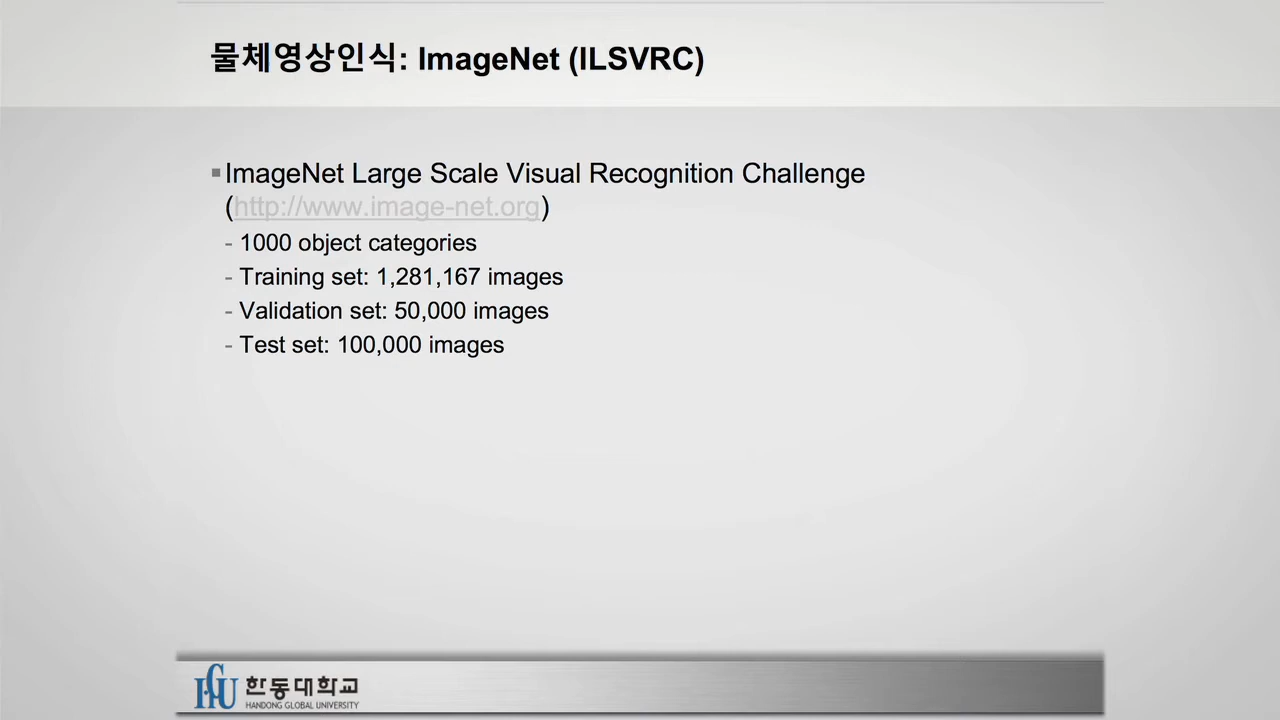 물체영상인식: ImageNet (ILSVRC)
ImageNet Large Scale Visual Recognition Challenge
(http://www.image-net.org)
- 1000 object categories
- Training set: 1,281,167 images
- Validation set: 50,000 images
- Test set: 100,000 images
HGU 한동대학교
HANDONG GLOBAL UNIVERSITY